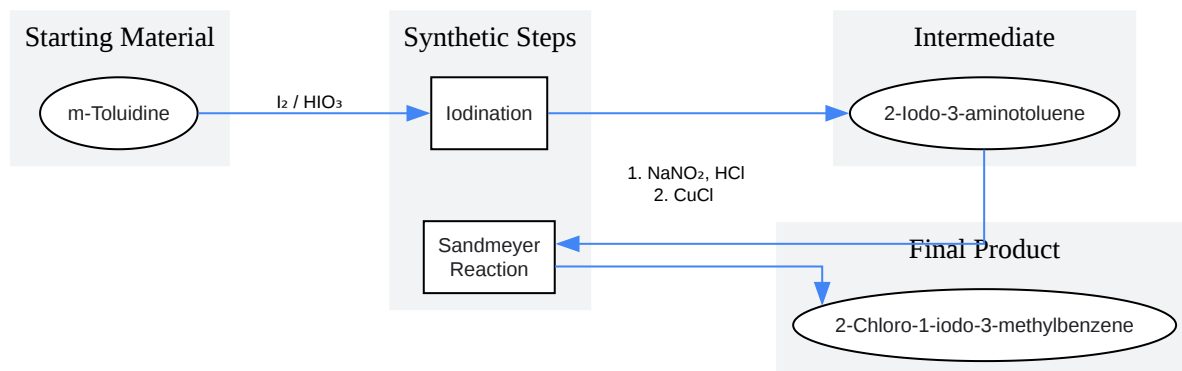 Starting Material
Synthetic Steps
Intermediate
m-Toluidine
I₂ / HIO₃
Iodination
2-Iodo-3-aminotoluene
1. NaNO₂, HCl
2. CuCl
Sandmeyer
Reaction
Final Product
2-Chloro-1-iodo-3-methylbenzene